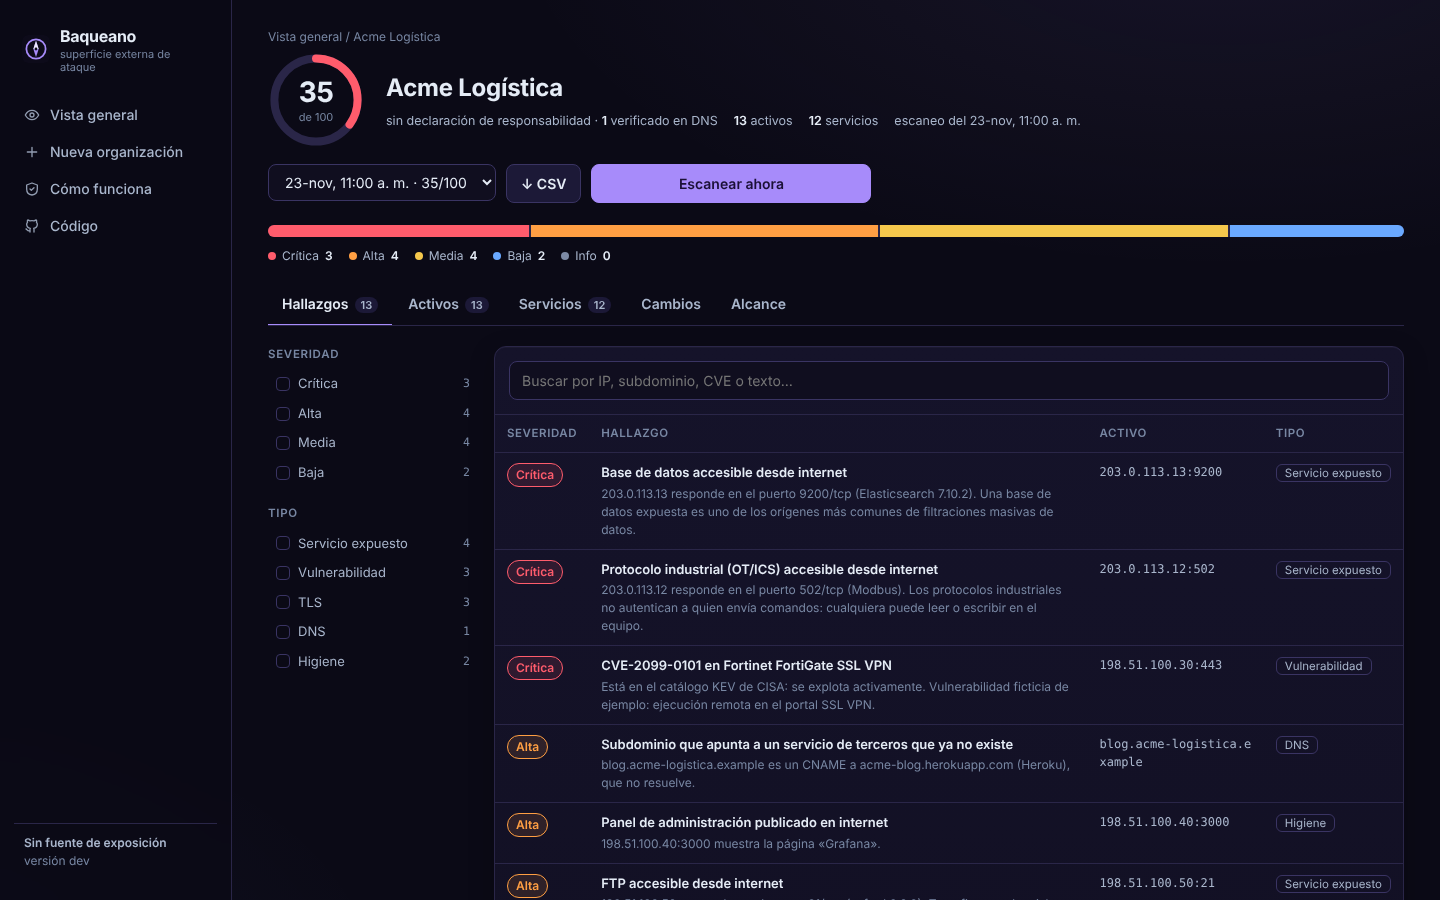 Baqueano
superficie externa de
ataque
Vista general
Nueva organización
Cómo funciona
Código
Sin fuente de exposición
versión dev
Vista general / Acme Logística
35
de 100
Acme Logística
sin declaración de responsabilidad · 1 verificado en DNS 13 activos 12 servicios escaneo del 23-nov, 11:00 a. m.
23-nov, 11:00 a. m. · 35/100
↓ CSV
Escanear ahora
Crítica 3 Alta 4 Media 4 Baja 2 Info 0
Hallazgos 13 Activos 13 Servicios 12 Cambios Alcance
SEVERIDAD
Crítica 3
Alta 4
Media 4
Baja 2
TIPO
Servicio expuesto 4
Vulnerabilidad 3
TLS 3
DNS 1
Higiene 2
Buscar por IP, subdominio, CVE o texto...
SEVERIDAD HALLAZGO ACTIVO TIPO
Crítica Base de datos accesible desde internet 203.0.113.13:9200 Servicio expuesto
203.0.113.13 responde en el puerto 9200/tcp (Elasticsearch 7.10.2). Una base de
datos expuesta es uno de los orígenes más comunes de filtraciones masivas de
datos.
Crítica Protocolo industrial (OT/ICS) accesible desde internet 203.0.113.12:502 Servicio expuesto
203.0.113.12 responde en el puerto 502/tcp (Modbus). Los protocolos industriales
no autentican a quien envía comandos: cualquiera puede leer o escribir en el
equipo.
Crítica CVE-2099-0101 en Fortinet FortiGate SSL VPN 198.51.100.30:443 Vulnerabilidad
Está en el catálogo KEV de CISA: se explota activamente. Vulnerabilidad ficticia de
ejemplo: ejecución remota en el portal SSL VPN.
Alta Subdominio que apunta a un servicio de terceros que ya no existe blog.acme-logistica.e DNS
xample
blog.acme-logistica.example es un CNAME a acme-blog.herokuapp.com (Heroku),
que no resuelve.
Alta Panel de administración publicado en internet 198.51.100.40:3000 Higiene
198.51.100.40:3000 muestra la página «Grafana».
Alta FTP accesible desde internet 198.51.100.50:21 Servicio expuesto